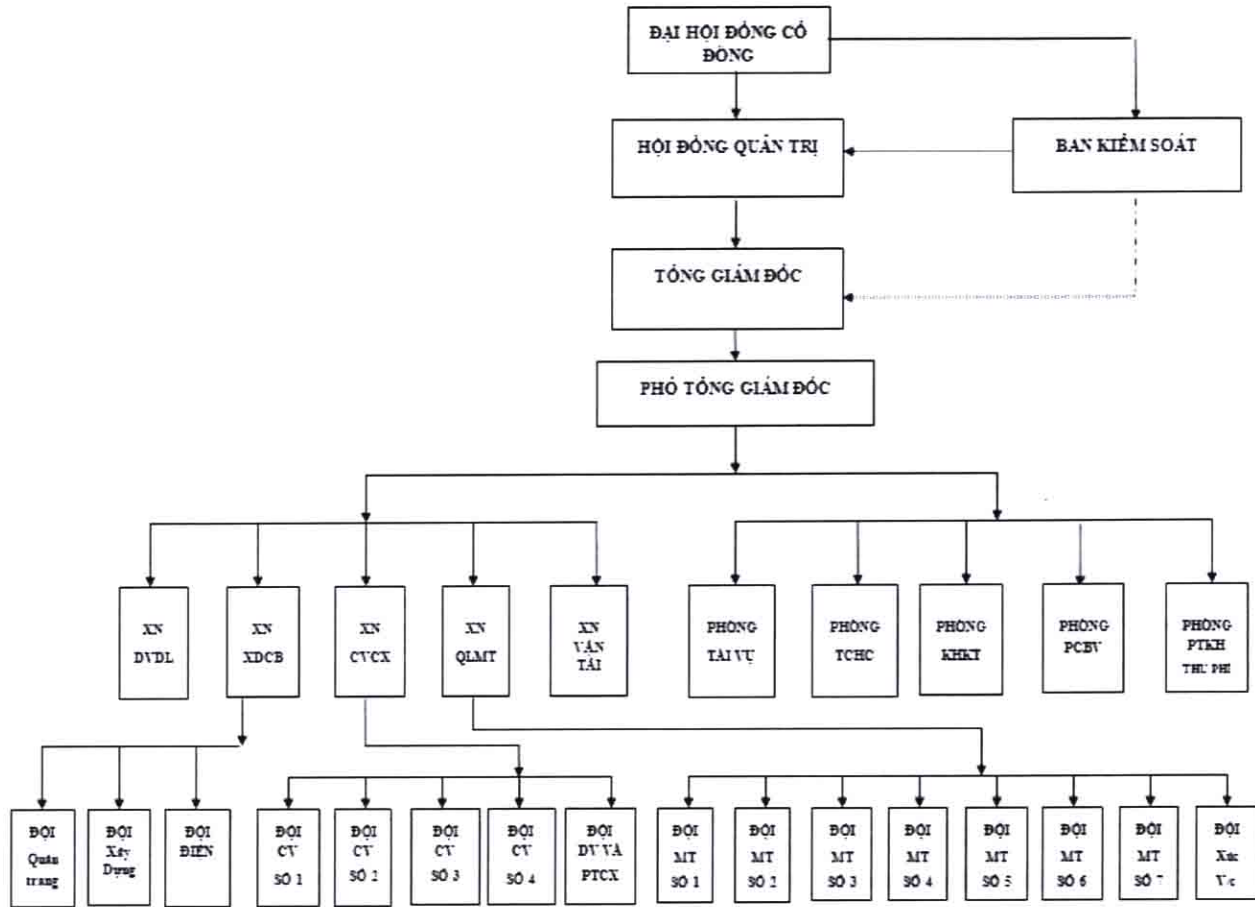 ĐẠI HỘI ĐỒNG CỔ
ĐÔNG
HỘI ĐỒNG QUẢN TRỊ
BAN KIỂM SOÁT
TỔNG GIÁM ĐỐC
PHÓ TỔNG GIÁM ĐỐC
XN
DVDL
XN
XDCB
XN
CVCX
XN
QLMT
XN
VẬN
TẢI
PHÒNG
TÀI VỤ
PHÒNG
TCHC
PHÒNG
KHKT
PHÒNG
PCBV
PHÒNG
PTKH
THU PHÍ
ĐỘI
Quản
trang
ĐỘI
Xây
Dựng
ĐỘI
ĐIỆN
ĐỘI
CV
SỐ 1
ĐỘI
CV
SỐ 2
ĐỘI
CV
SỐ 3
ĐỘI
CV
SỐ 4
ĐỘI
DV VÀ
PTCX
ĐỘI
MT
SỐ 1
ĐỘI
MT
SỐ 2
ĐỘI
MT
SỐ 3
ĐỘI
MT
SỐ 4
ĐỘI
MT
SỐ 5
ĐỘI
MT
SỐ 6
ĐỘI
MT
SỐ 7
ĐỘI
Xúc
V/c